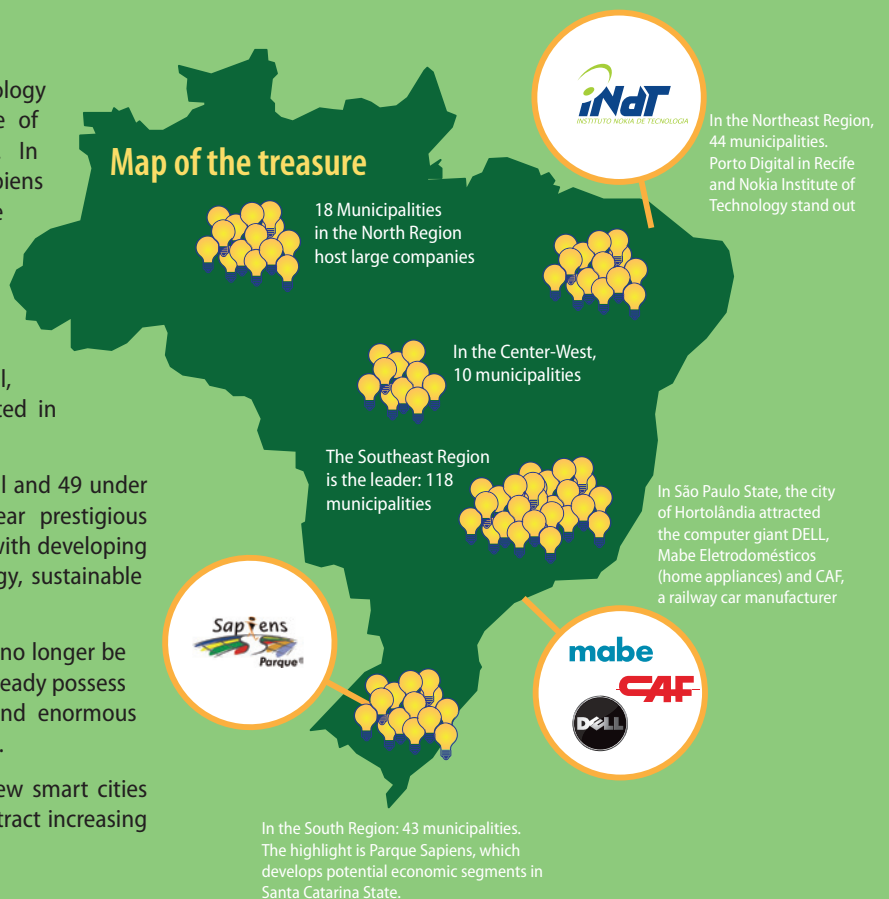 ology
e of
In
piens
e
l,
ted in
l and 49 under
ear prestigious
with developing
gy, sustainable
no longer be
ready possess
nd enormous
.
ew smart cities
tract increasing
Map of the treasure
18 Municipalities
in the North Region
host large companies
iNdT
INSTITUTO NOKIA DE TECNOLOGIA
In the Northeast Region,
44 municipalities.
Porto Digital in Recife
and Nokia Institute of
Technology stand out
In the Center-West,
10 municipalities
The Southeast Region
is the leader: 118
municipalities
In São Paulo State, the city
of Hortolândia attracted
the computer giant DELL,
Mabe Eletrodomésticos
(home appliances) and CAF,
a railway car manufacturer
Sapiens
Parque
mabe
CAF
DELL
In the South Region: 43 municipalities.
The highlight is Parque Sapiens, which
develops potential economic segments in
Santa Catarina State.